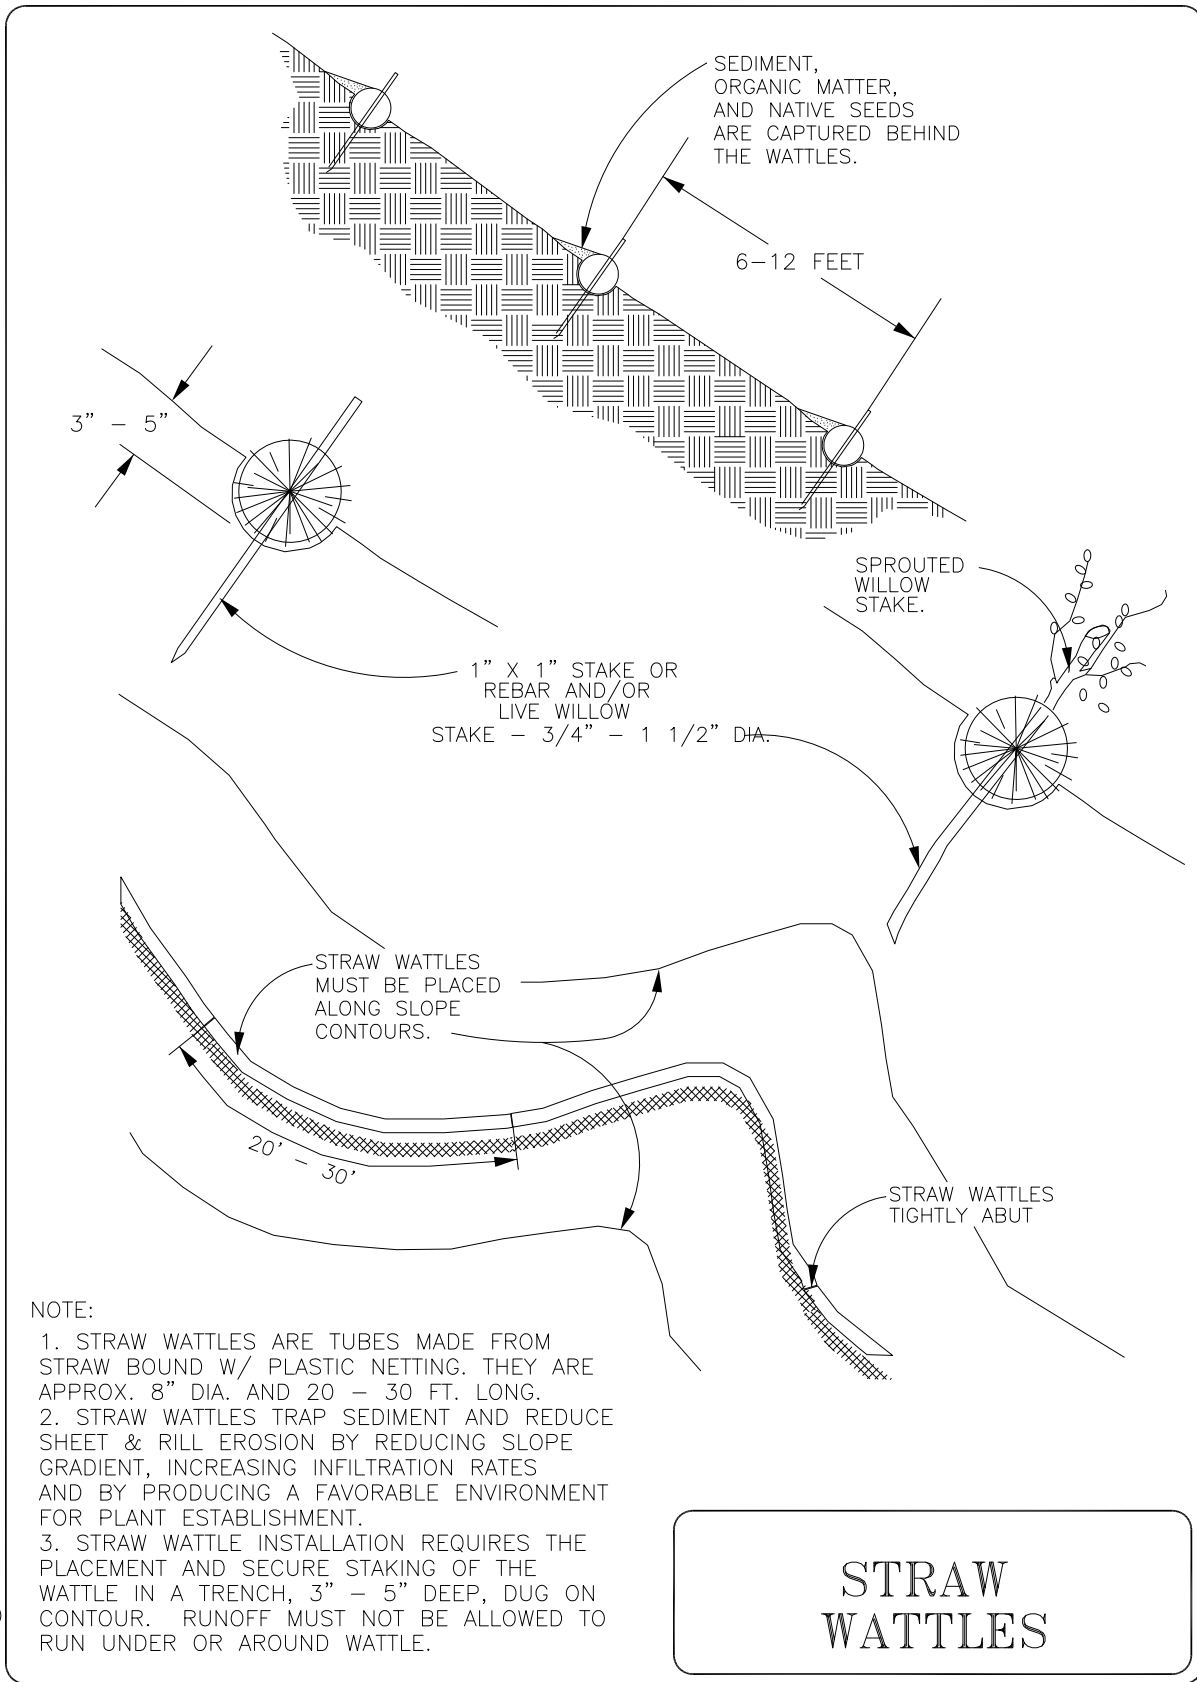 SEDIMENT,
ORGANIC MATTER,
AND NATIVE SEEDS
ARE CAPTURED BEHIND
THE WATTLES.
6-12 FEET
3" - 5"
SPROUTED
WILLOW
STAKE.
1" X 1" STAKE OR
REBAR AND/OR
LIVE WILLOW
STAKE - 3/4" - 1 1/2" DIA.
STRAW WATTLES
MUST BE PLACED
ALONG SLOPE
CONTOURS.
20' - 30'
STRAW WATTLES
TIGHTLY ABUT
NOTE:
1. STRAW WATTLES ARE TUBES MADE FROM
STRAW BOUND W/ PLASTIC NETTING. THEY ARE
APPROX. 8" DIA. AND 20 - 30 FT. LONG.
2. STRAW WATTLES TRAP SEDIMENT AND REDUCE
SHEET & RILL EROSION BY REDUCING SLOPE
GRADIENT, INCREASING INFILTRATION RATES
AND BY PRODUCING A FAVORABLE ENVIRONMENT
FOR PLANT ESTABLISHMENT.
3. STRAW WATTLE INSTALLATION REQUIRES THE
PLACEMENT AND SECURE STAKING OF THE
WATTLE IN A TRENCH, 3" - 5" DEEP, DUG ON
CONTOUR. RUNOFF MUST NOT BE ALLOWED TO
RUN UNDER OR AROUND WATTLE.
STRAW
WATTLES